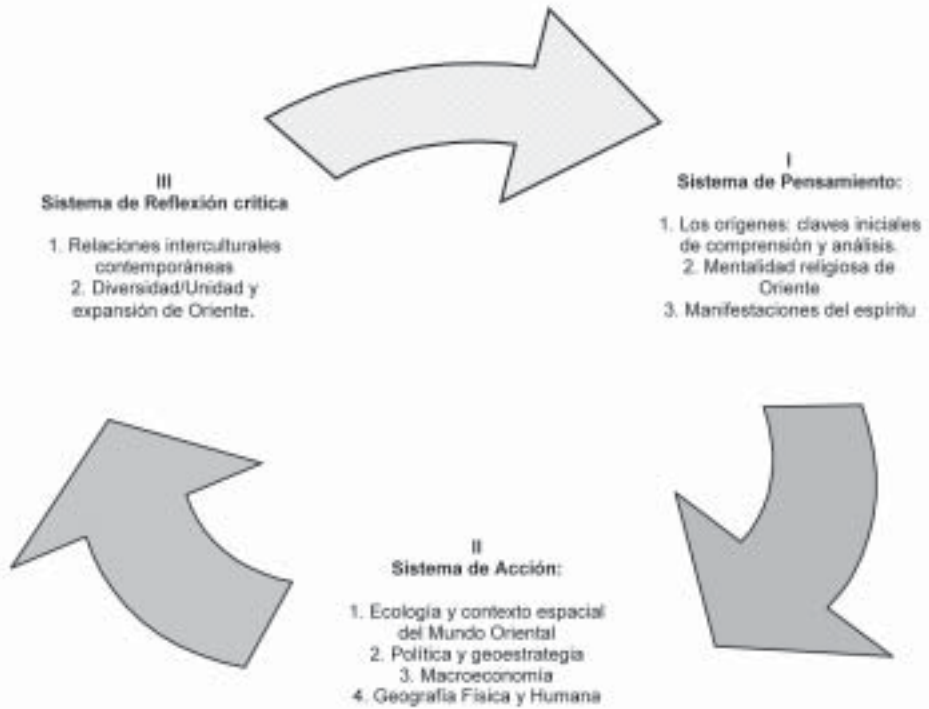 I
Sistema de Pensamiento:
1. Los orígenes: claves iniciales
de comprensión y análisis.
2. Mentalidad religiosa de
Oriente
3. Manifestaciones del espíritu
II
Sistema de Acción:
1. Ecología y contexto espacial
del Mundo Oriental
2. Política y geoestrategia
3. Macroeconomía
4. Geografía Física y Humana
III
Sistema de Reflexión crítica
1. Relaciones interculturales
contemporáneas
2. Diversidad/Unidad y
expansión de Oriente.